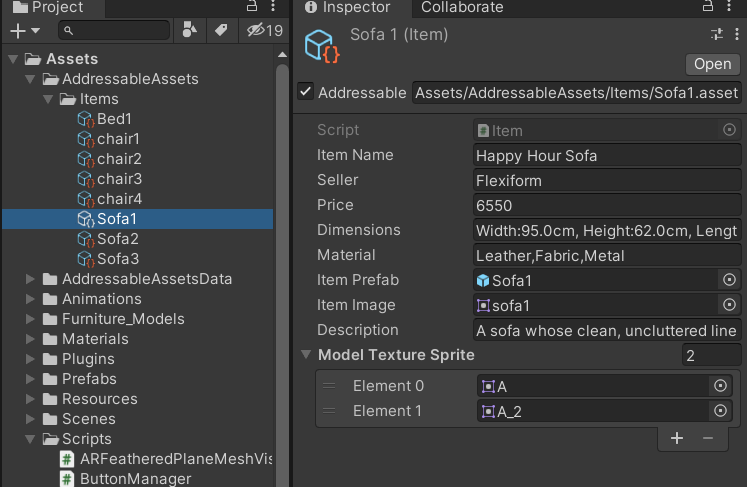 Project
19
Assets
AddressableAssets
Items
Bed1
chair1
chair2
chair3
chair4
Sofa1
Sofa2
Sofa3
AddressableAssetsData
Animations
Furniture_Models
Materials
Plugins
Prefabs
Resources
Scenes
Scripts
ARFeatheredPlaneMeshVis
ButtonManager
Inspector Collaborate
Sofa 1 (Item)
Open
Addressable Assets/AddressableAssets/Items/Sofa1.asset
Script Item
Item Name Happy Hour Sofa
Seller Flexiform
Price 6550
Dimensions Width:95.0cm, Height:62.0cm, Lengt
Material Leather,Fabric,Metal
Item Prefab Sofa1
Item Image sofa1
Description A sofa whose clean, uncluttered line
Model Texture Sprite 2
Element 0 A
Element 1 A_2